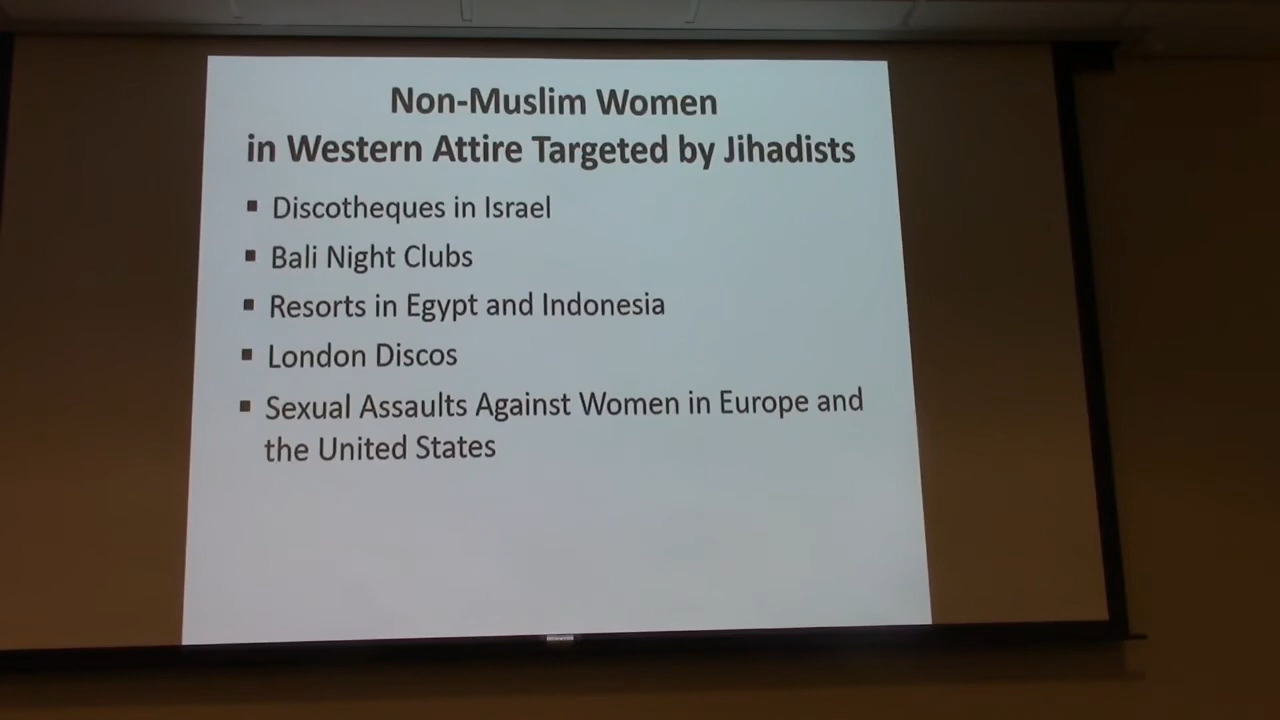 Non-Muslim Women
in Western Attire Targeted by Jihadists
▪ Discotheques in Israel
▪ Bali Night Clubs
▪ Resorts in Egypt and Indonesia
▪ London Discos
▪ Sexual Assaults Against Women in Europe and
the United States